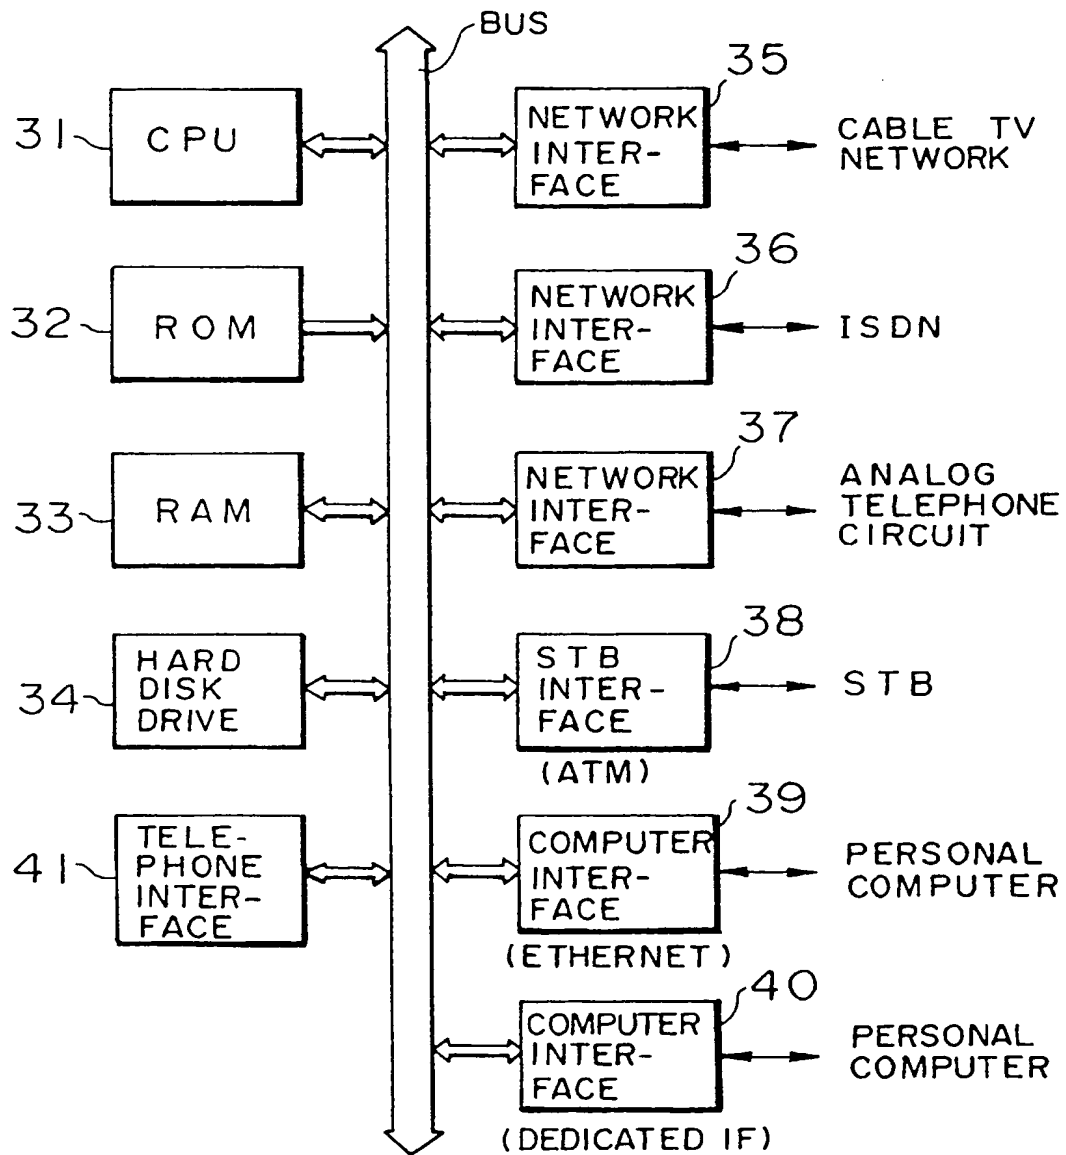 BUS
31
CPU
35
NETWORK
INTER-
FACE
CABLE TV
NETWORK
32
ROM
36
NETWORK
INTER-
FACE
ISDN
33
RAM
37
NETWORK
INTER-
FACE
ANALOG
TELEPHONE
CIRCUIT
34
HARD
DISK
DRIVE
38
STB
INTER-
FACE
(ATM)
STB
41
TELE-
PHONE
INTER-
FACE
39
COMPUTER
INTER-
FACE
(ETHERNET)
PERSONAL
COMPUTER
40
COMPUTER
INTER-
FACE
(DEDICATED IF)
PERSONAL
COMPUTER